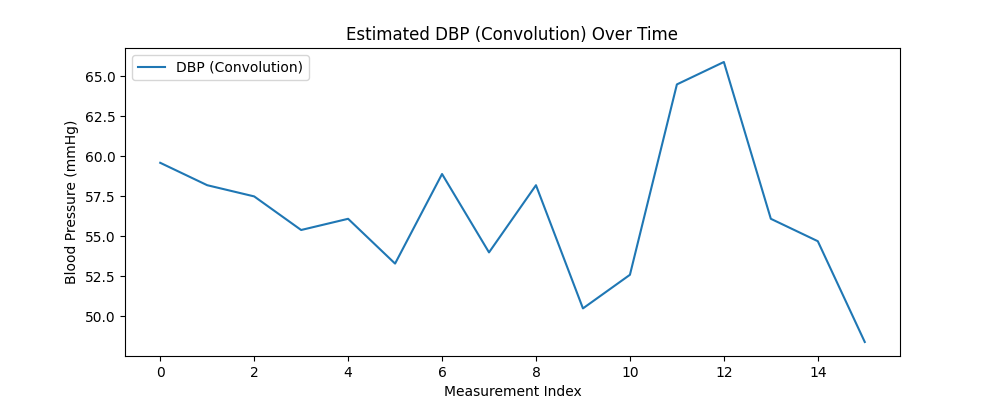 Estimated DBP (Convolution) Over Time
DBP (Convolution)
Blood Pressure (mmHg)
65.0
62.5
60.0
57.5
55.0
52.5
50.0
0 2 4 6 8 10 12 14
Measurement Index